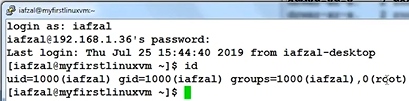 iafzal@myfirstlinuxvm:~
login as: iafzal
iafzal@192.168.1.36's password:
Last login: Thu Jul 25 15:44:40 2019 from iafzal-desktop
[iafzal@myfirstlinuxvm ~]$ id
uid=1000(iafzal) gid=1000(iafzal) groups=1000(iafzal),0(root)
[iafzal@myfirstlinuxvm ~]$